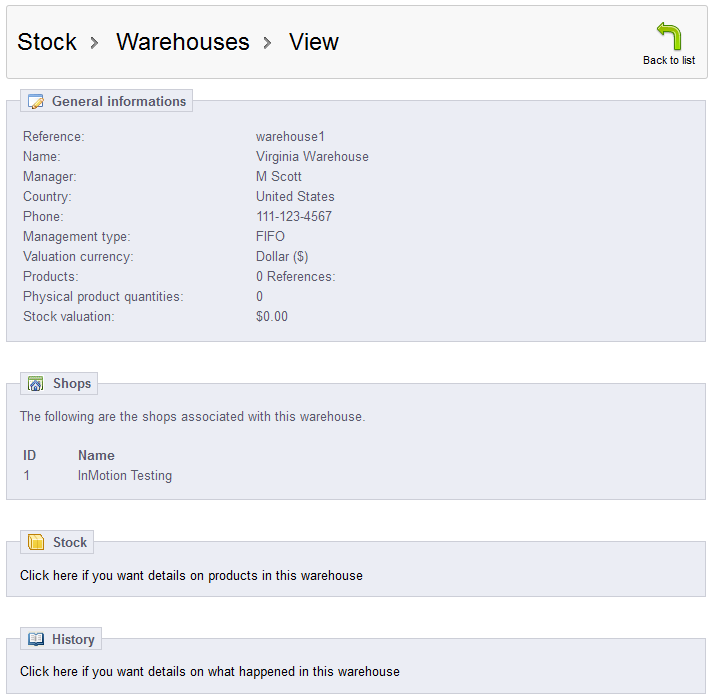 Stock > Warehouses > View
Back to list
General informations
Reference: warehouse1
Name: Virginia Warehouse
Manager: M Scott
Country: United States
Phone: 111-123-4567
Management type: FIFO
Valuation currency: Dollar ($)
Products: 0 References:
Physical product quantities: 0
Stock valuation: $0.00
Shops
The following are the shops associated with this warehouse.
ID Name
1 InMotion Testing
Stock
Click here if you want details on products in this warehouse
History
Click here if you want details on what happened in this warehouse